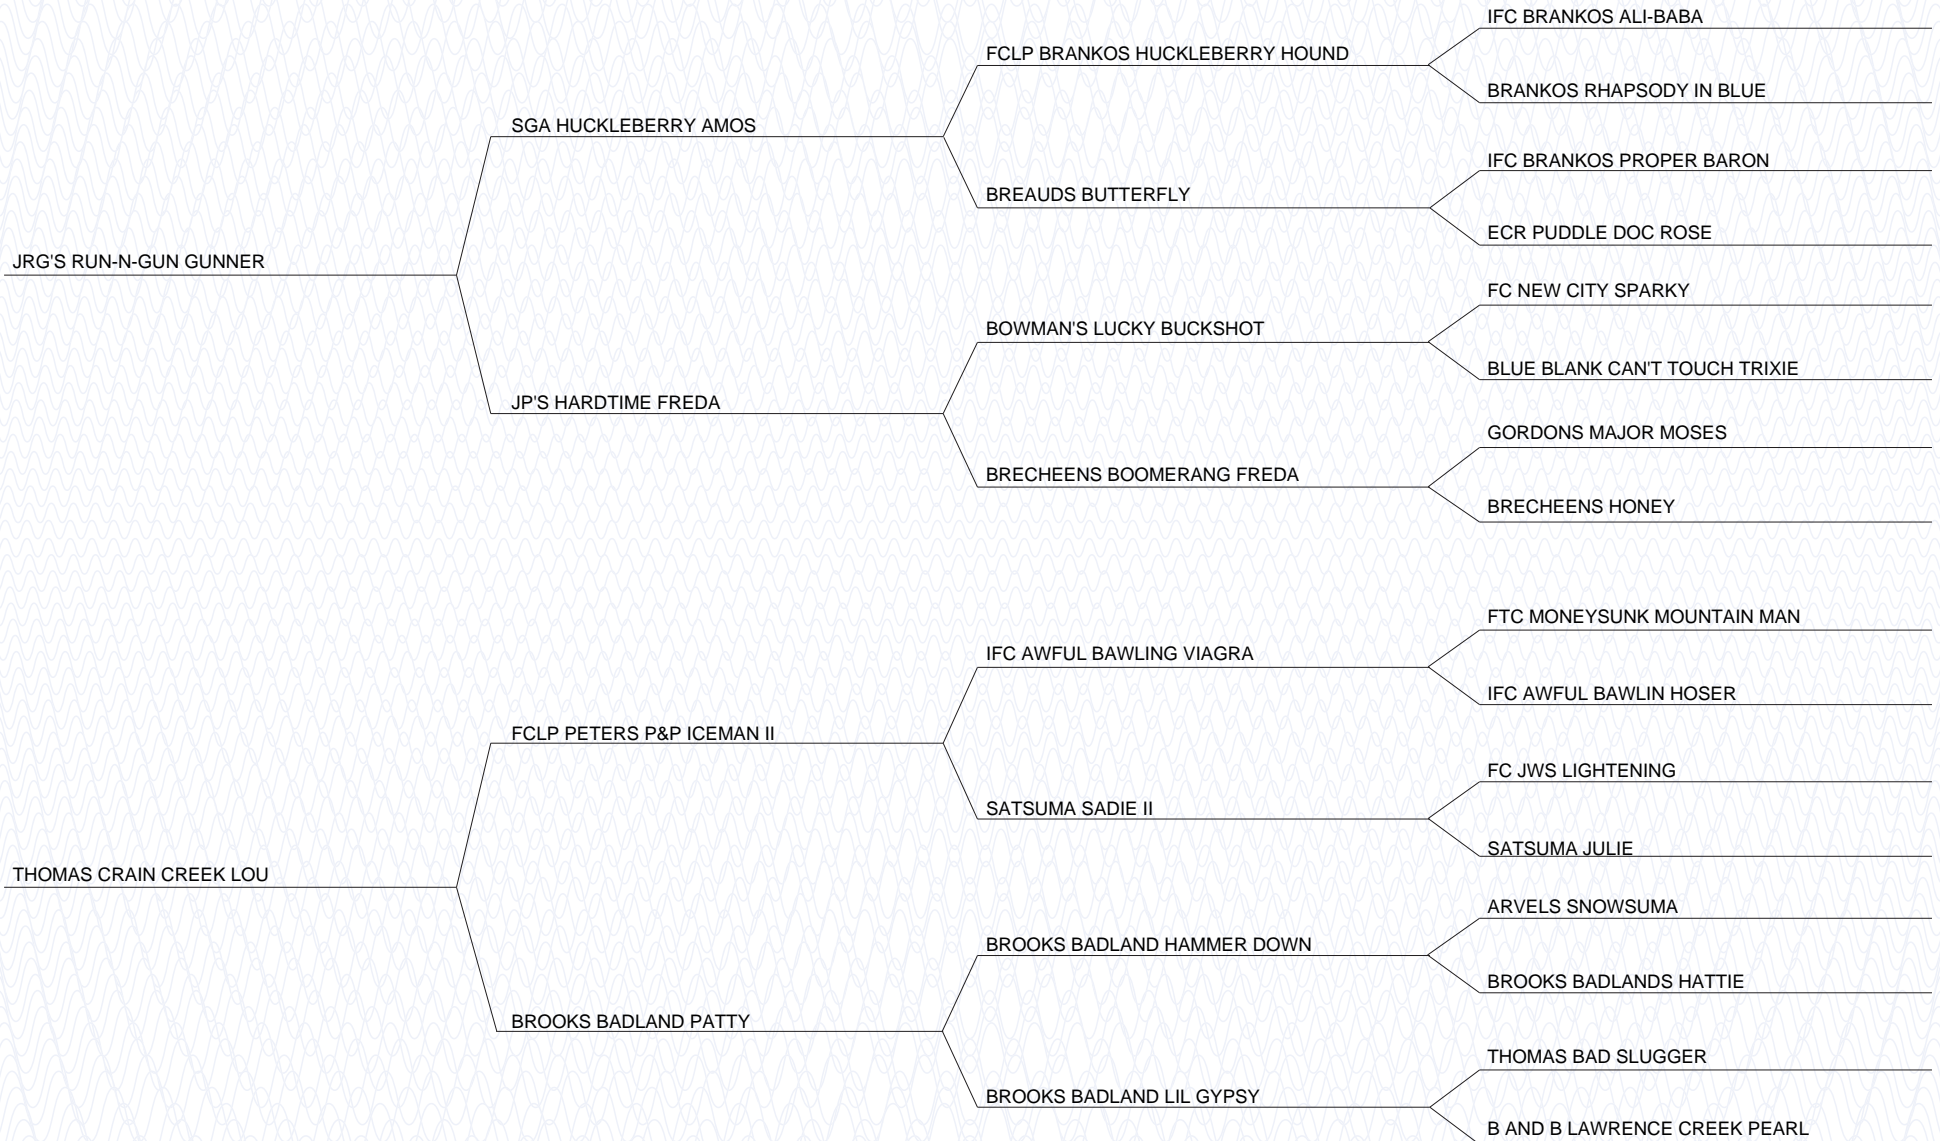 IFC BRANKOS ALI-BABA
FCLP BRANKOS HUCKLEBERRY HOUND
BRANKOS RHAPSODY IN BLUE
SGA HUCKLEBERRY AMOS
IFC BRANKOS PROPER BARON
BREAUDS BUTTERFLY
ECR PUDDLE DOC ROSE
JRG'S RUN-N-GUN GUNNER
FC NEW CITY SPARKY
BOWMAN'S LUCKY BUCKSHOT
BLUE BLANK CAN'T TOUCH TRIXIE
JP'S HARDTIME FREDA
GORDONS MAJOR MOSES
BRECHEENS BOOMERANG FREDA
BRECHEENS HONEY
FTC MONEYSUNK MOUNTAIN MAN
IFC AWFUL BAWLING VIAGRA
IFC AWFUL BAWLIN HOSER
FCLP PETERS P&P ICEMAN II
FC JWS LIGHTENING
SATSUMA SADIE II
SATSUMA JULIE
THOMAS CRAIN CREEK LOU
ARVELS SNOWSUMA
BROOKS BADLAND HAMMER DOWN
BROOKS BADLANDS HATTIE
BROOKS BADLAND PATTY
THOMAS BAD SLUGGER
BROOKS BADLAND LIL GYPSY
B AND B LAWRENCE CREEK PEARL